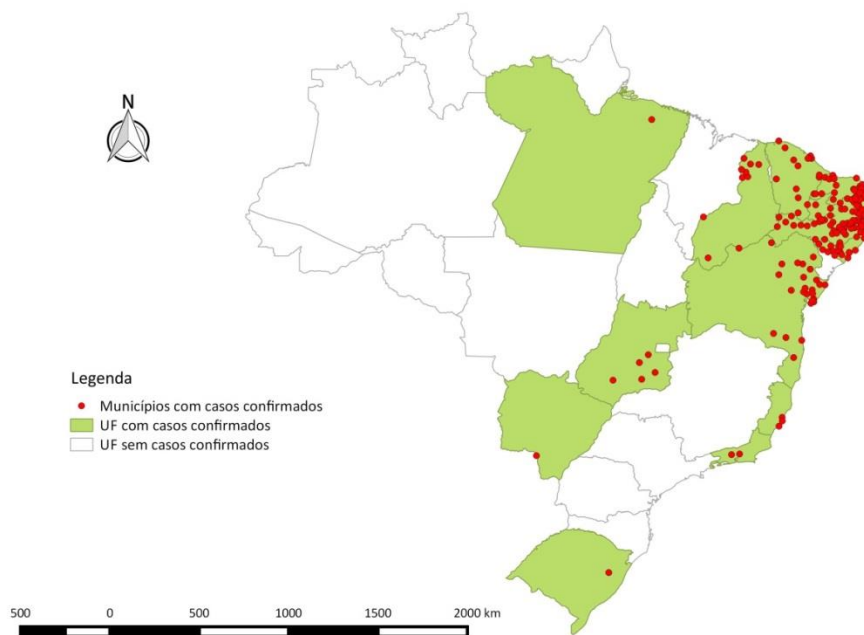 N
Legenda
Municípios com casos confirmados
UF com casos confirmados
UF sem casos confirmados
500 0 500 1000 1500 2000 km